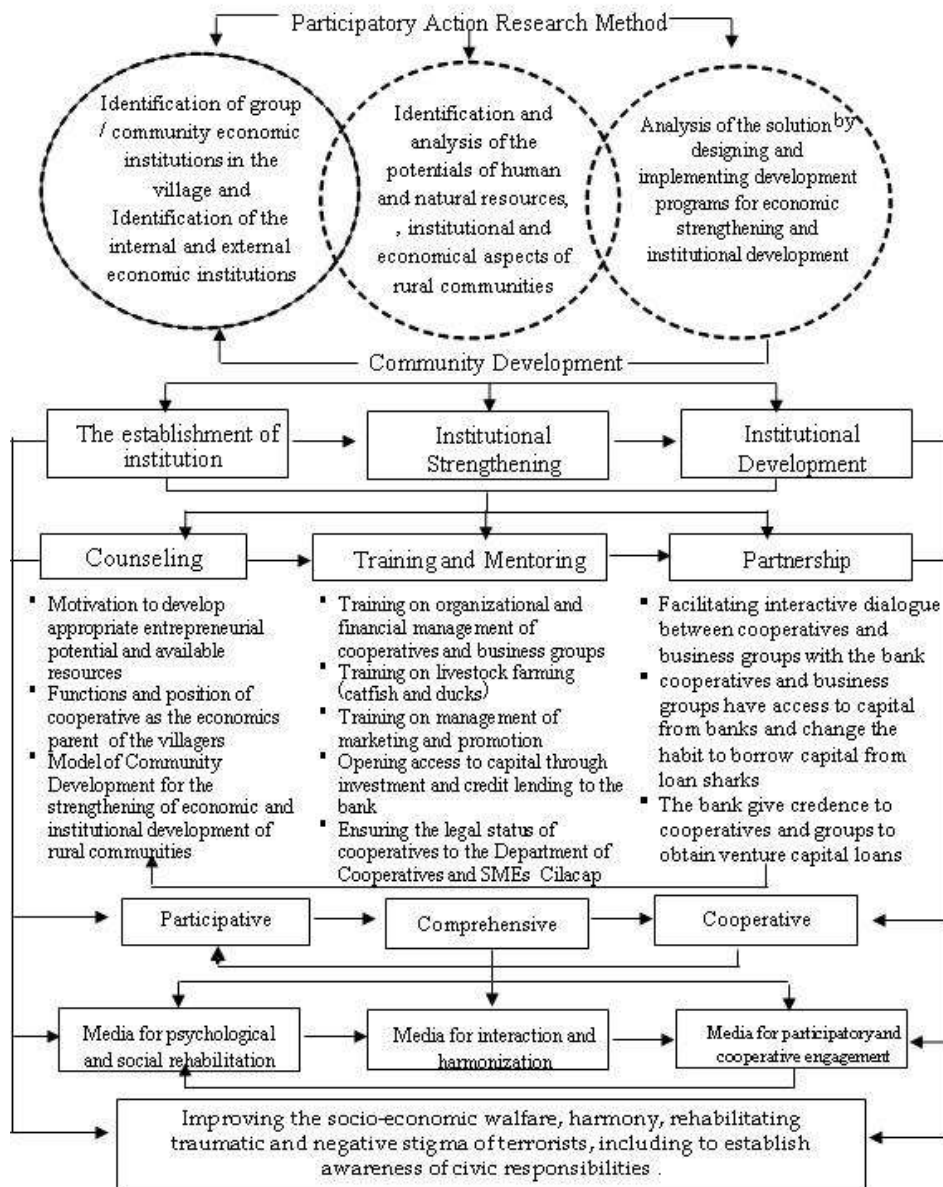 Participatory Action Research Method
Identification of group
/ community economic
institutions in the
village and
Identification of the
internal and external
economic institutions
Identification and
analysis of the
potentials of human
and natural resources,
, institutional and
economical aspects of
rural communities
Analysis of the solution by
designing and
implementing development
programs for economic
strengthening and
institutional development
Community Development
The establishment of
institution
Institutional
Strengthening
Institutional
Development
Counseling
Training and Mentoring
Partnership
▪ Motivation to develop
appropriate entrepreneurial
potential and available
resources
▪ Functions and position of
cooperative as the economics
parent of the villagers
▪ Model of Community
Development for the
strengthening of economic and
institutional development of
rural communities
▪ Training on organizational and
financial management of
cooperatives and business groups
▪ Training on livestock farming
(catfish and ducks)
▪ Training on management of
marketing and promotion
▪ Opening access to capital through
investment and credit lending to the
bank
▪ Ensuring the legal status of
cooperatives to the Department of
Cooperatives and SMEs Cilacap
▪ Facilitating interactive dialogue
between cooperatives and
business groups with the bank
▪ cooperatives and business
groups have access to capital
from banks and change the
habit to borrow capital from
loan sharks
▪ The bank give credence to
cooperatives and groups to
obtain venture capital loans
Participative
Comprehensive
Cooperative
Media for psychological
and social rehabilitation
Media for interaction and
harmonization
Media for participatory and
cooperative engagement
Improving the socio-economic walfare, harmony, rehabilitating
traumatic and negative stigma of terrorists, including to establish
awareness of civic responsibilities .